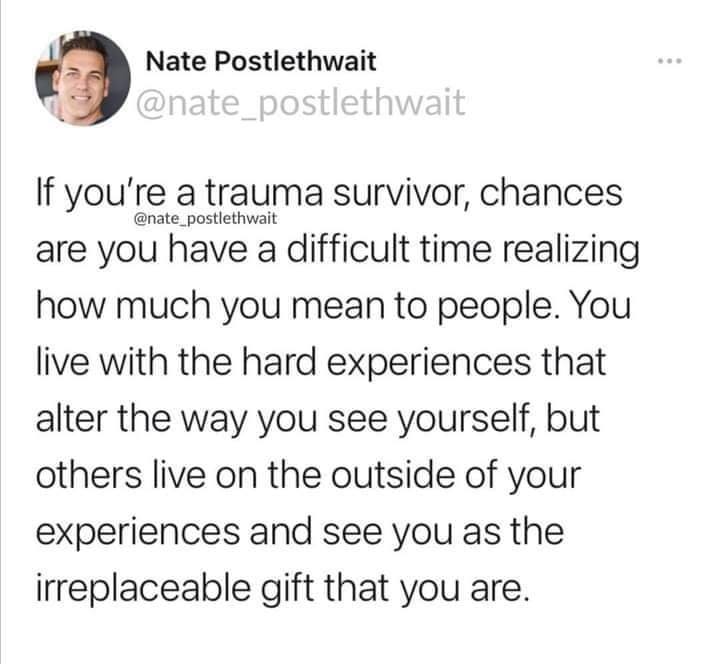 Nate Postlethwait
@nate_postlethwait
If you're a trauma survivor, chances
@nate_postlethwait
are you have a difficult time realizing
how much you mean to people. You
live with the hard experiences that
alter the way you see yourself, but
others live on the outside of your
experiences and see you as the
irreplaceable gift that you are.